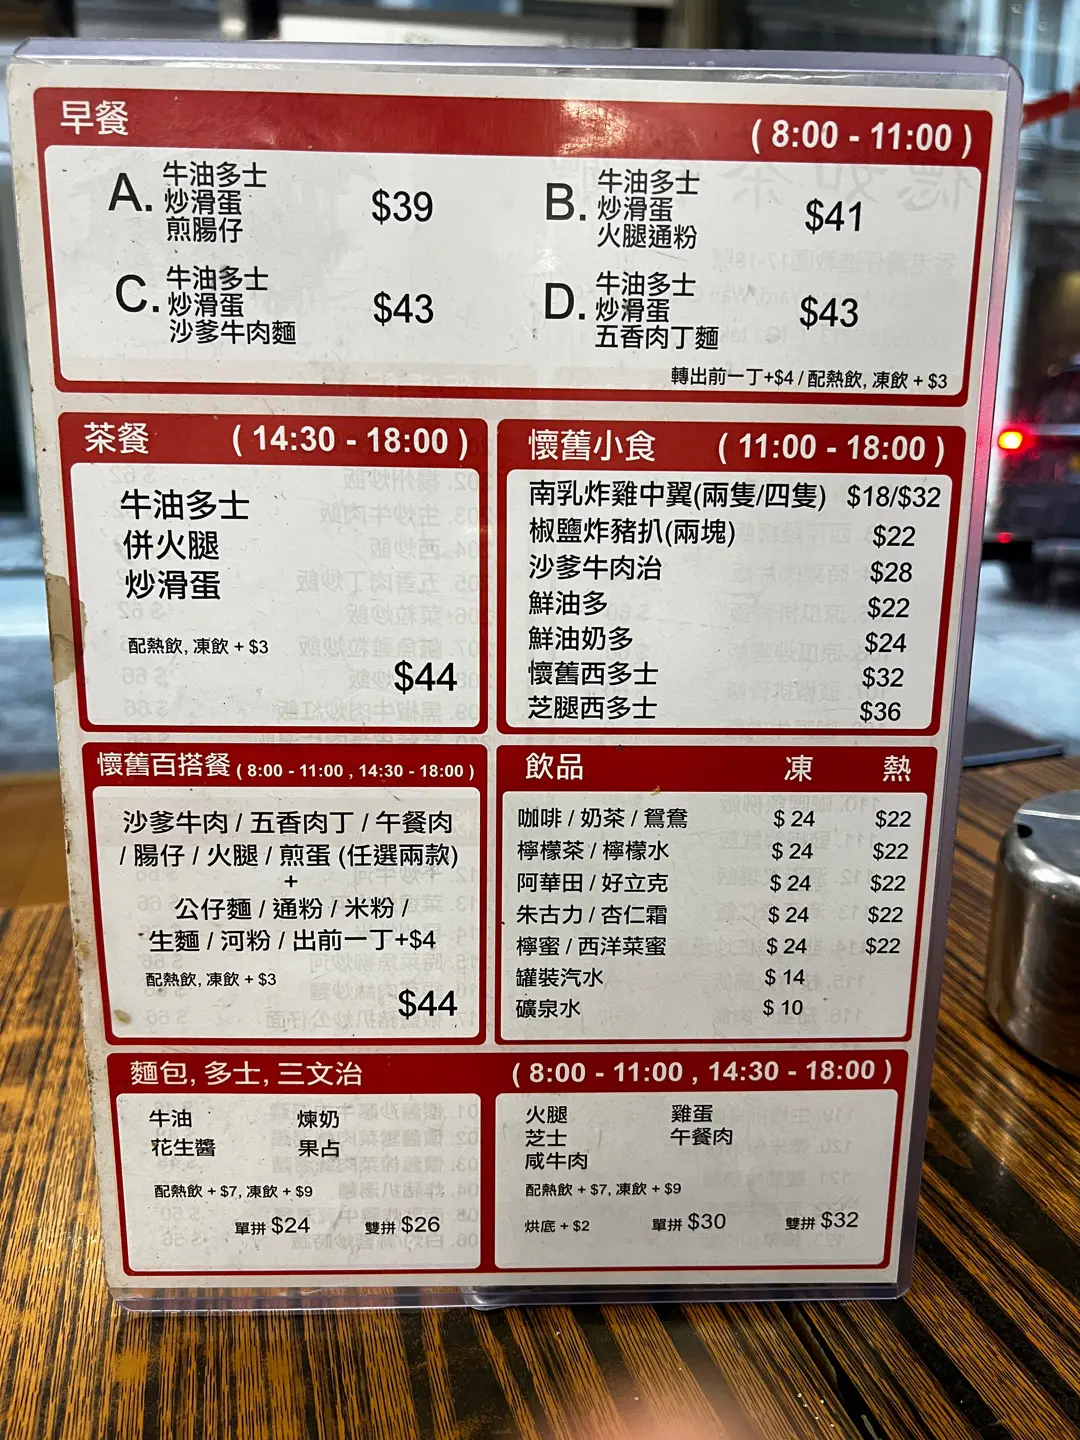 早餐 ( 8:00 - 11:00 )
A. 牛油多士
炒滑蛋
煎腸仔
$39
B. 牛油多士
炒滑蛋
火腿通粉
$41
C. 牛油多士
炒滑蛋
沙爹牛肉麵
$43
D. 牛油多士
炒滑蛋
五香肉丁麵
$43
轉出前一丁+$4 / 配熱飲, 凍飲 + $3
茶餐 ( 14:30 - 18:00 )
牛油多士
併火腿
炒滑蛋
配熱飲, 凍飲 + $3
$44
懷舊小食 ( 11:00 - 18:00 )
南乳炸雞中翼(兩隻/四隻) $18/$32
椒鹽炸豬扒(兩塊) $22
沙爹牛肉治 $28
鮮油多 $22
鮮油奶多 $24
懷舊西多士 $32
芝腿西多士 $36
懷舊百搭餐 ( 8:00 - 11:00 , 14:30 - 18:00 )
沙爹牛肉 / 五香肉丁 / 午餐肉
/ 腸仔 / 火腿 / 煎蛋 (任選兩款)
+
公仔麵 / 通粉 / 米粉 /
生麵 / 河粉 / 出前一丁+$4
配熱飲, 凍飲 + $3
$44
飲品 凍 熱
咖啡 / 奶茶 / 鴛鴦 $ 24 $22
檸檬茶 / 檸檬水 $ 24 $22
阿華田 / 好立克 $ 24 $22
朱古力 / 杏仁霜 $ 24 $22
檸蜜 / 西洋菜蜜 $ 24 $22
罐裝汽水 $ 14
礦泉水 $ 10
麵包, 多士, 三文治 ( 8:00 - 11:00 , 14:30 - 18:00 )
牛油 煉奶
花生醬 果占
配熱飲 + $7, 凍飲 + $9
單拼 $24 雙拼 $26
火腿 雞蛋
芝士 午餐肉
咸牛肉
配熱飲 + $7, 凍飲 + $9
烘底 + $2 單拼 $30 雙拼 $32